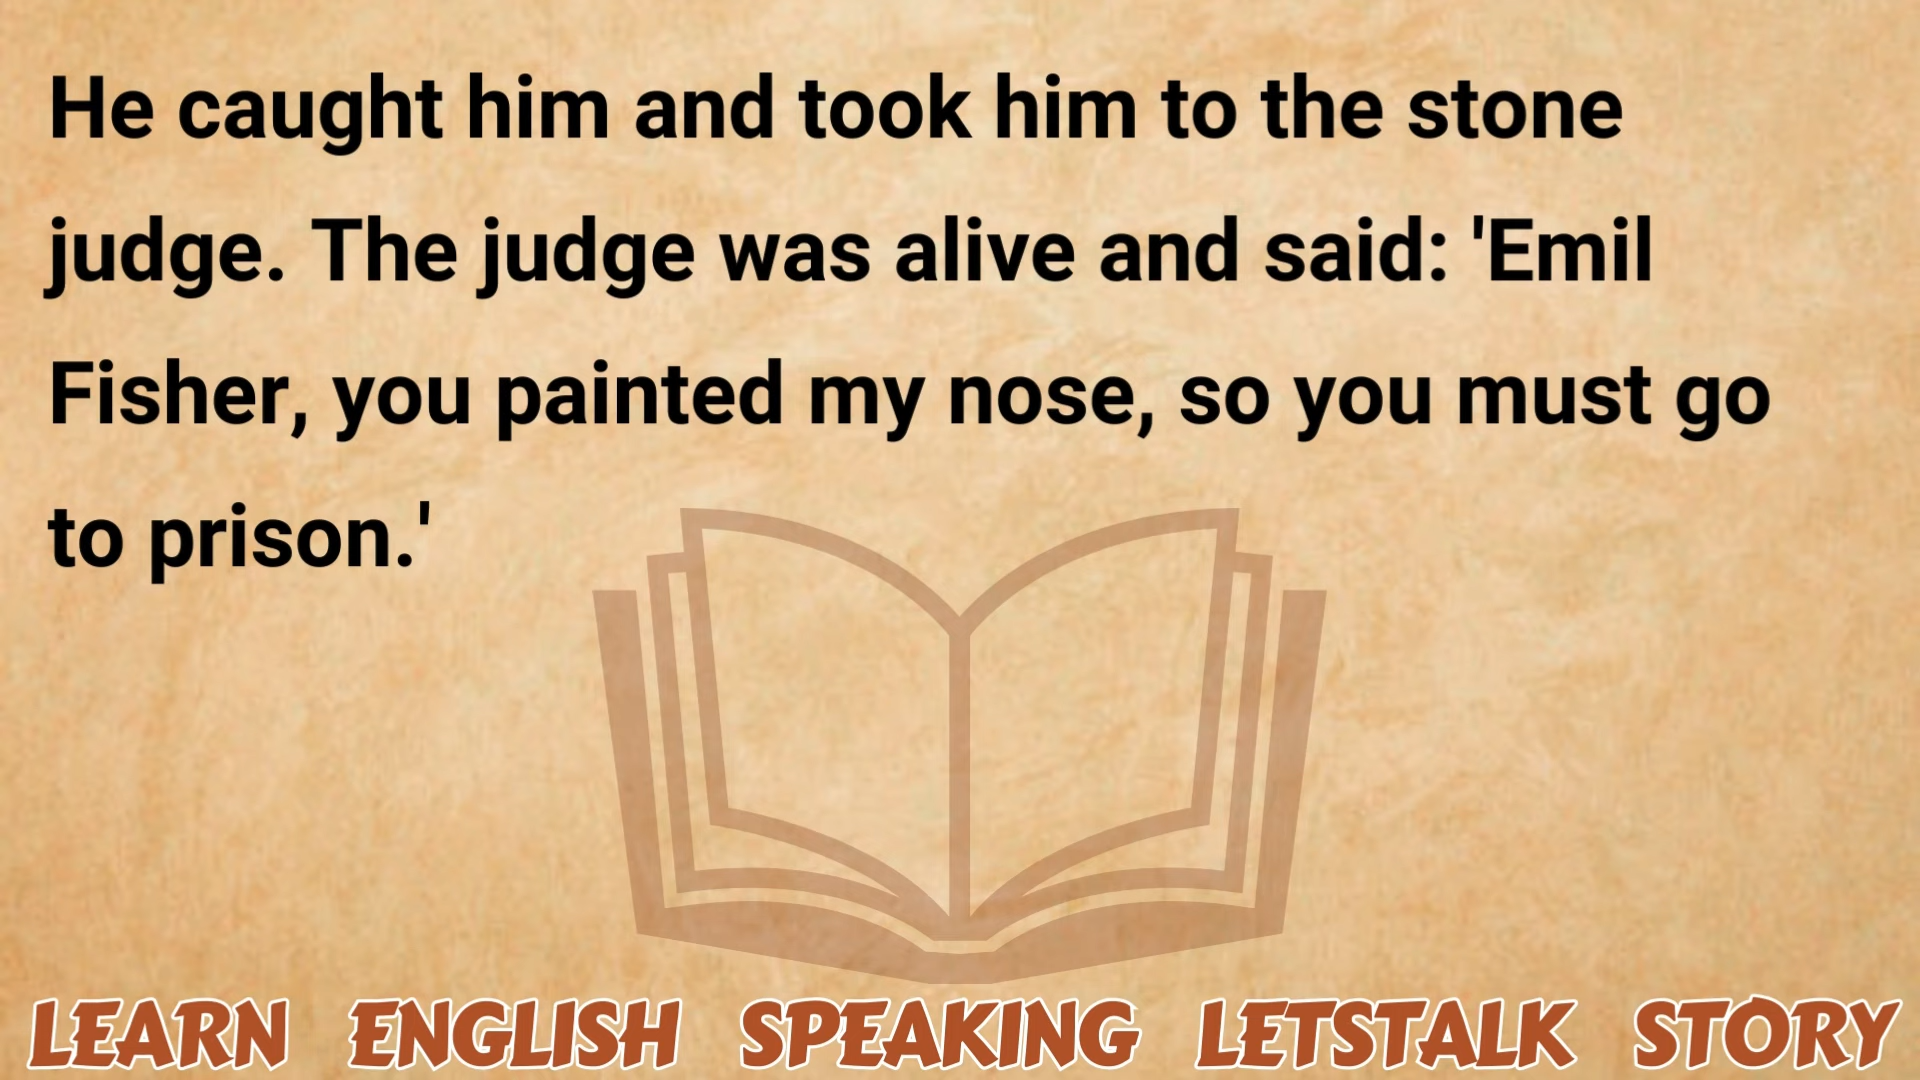 He caught him and took him to the stone
judge. The judge was alive and said: 'Emil
Fisher, you painted my nose, so you must go
to prison.'
LEARN ENGLISH SPEAKING LETSTALK STORY